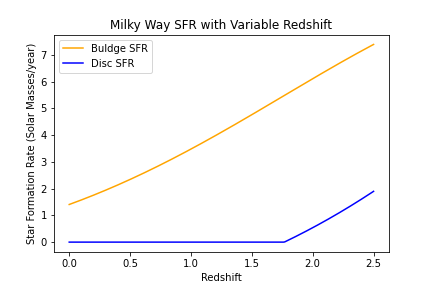 Milky Way SFR with Variable Redshift
Buldge SFR
Disc SFR
Star Formation Rate (Solar Masses/year)
7
6
5
4
3
2
1
0
0.0 0.5 1.0 1.5 2.0 2.5
Redshift